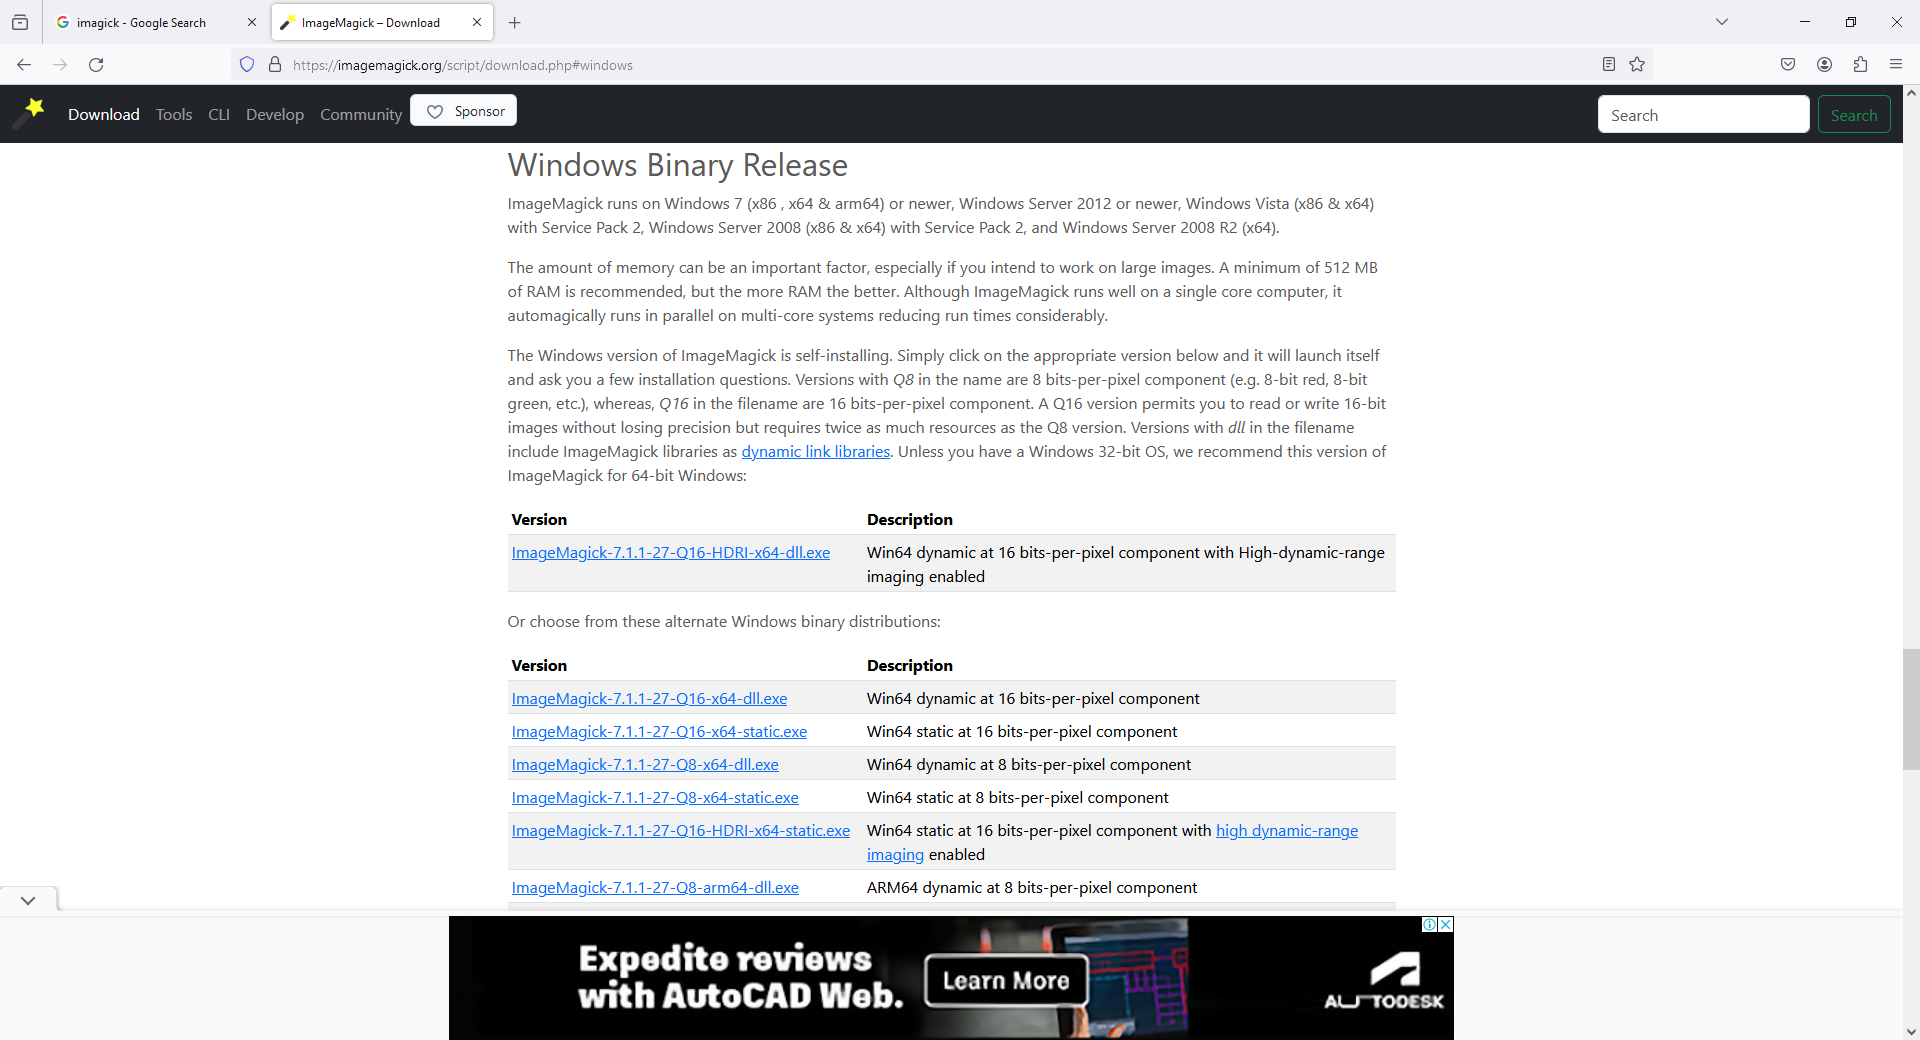 imagick - Google Search
ImageMagick – Download
https://imagemagick.org/script/download.php#windows
Download Tools CLI Develop Community Sponsor
Search
Search
Windows Binary Release
ImageMagick runs on Windows 7 (x86 , x64 & arm64) or newer, Windows Server 2012 or newer, Windows Vista (x86 & x64)
with Service Pack 2, Windows Server 2008 (x86 & x64) with Service Pack 2, and Windows Server 2008 R2 (x64).
The amount of memory can be an important factor, especially if you intend to work on large images. A minimum of 512 MB
of RAM is recommended, but the more RAM the better. Although ImageMagick runs well on a single core computer, it
automagically runs in parallel on multi-core systems reducing run times considerably.
The Windows version of ImageMagick is self-installing. Simply click on the appropriate version below and it will launch itself
and ask you a few installation questions. Versions with Q8 in the name are 8 bits-per-pixel component (e.g. 8-bit red, 8-bit
green, etc.), whereas, Q16 in the filename are 16 bits-per-pixel component. A Q16 version permits you to read or write 16-bit
images without losing precision but requires twice as much resources as the Q8 version. Versions with dll in the filename
include ImageMagick libraries as dynamic link libraries. Unless you have a Windows 32-bit OS, we recommend this version of
ImageMagick for 64-bit Windows:
Version Description
ImageMagick-7.1.1-27-Q16-HDRI-x64-dll.exe Win64 dynamic at 16 bits-per-pixel component with High-dynamic-range
imaging enabled
Or choose from these alternate Windows binary distributions:
Version Description
ImageMagick-7.1.1-27-Q16-x64-dll.exe Win64 dynamic at 16 bits-per-pixel component
ImageMagick-7.1.1-27-Q16-x64-static.exe Win64 static at 16 bits-per-pixel component
ImageMagick-7.1.1-27-Q8-x64-dll.exe Win64 dynamic at 8 bits-per-pixel component
ImageMagick-7.1.1-27-Q8-x64-static.exe Win64 static at 8 bits-per-pixel component
ImageMagick-7.1.1-27-Q16-HDRI-x64-static.exe Win64 static at 16 bits-per-pixel component with high dynamic-range
imaging enabled
ImageMagick-7.1.1-27-Q8-arm64-dll.exe ARM64 dynamic at 8 bits-per-pixel component
Expedite reviews
with AutoCAD Web.
Learn More
AUTODESK